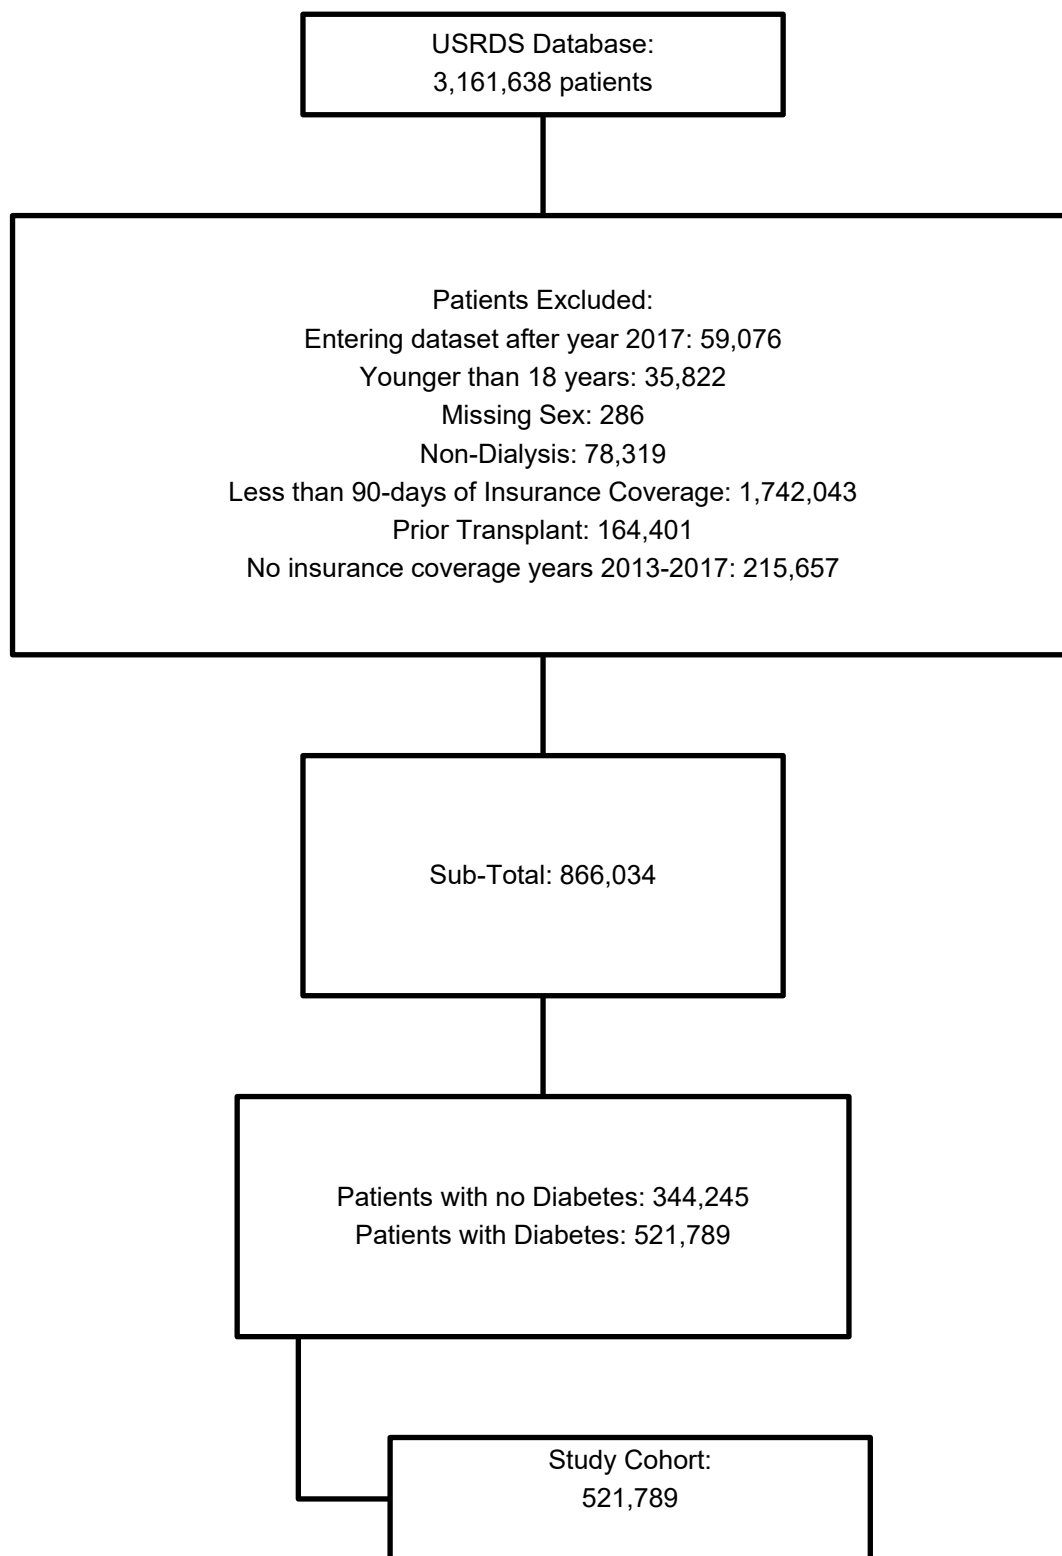 USRDS Database:
3,161,638 patients
Patients Excluded:
Entering dataset after year 2017: 59,076
Younger than 18 years: 35,822
Missing Sex: 286
Non-Dialysis: 78,319
Less than 90-days of Insurance Coverage: 1,742,043
Prior Transplant: 164,401
No insurance coverage years 2013-2017: 215,657
Sub-Total: 866,034
Patients with no Diabetes: 344,245
Patients with Diabetes: 521,789
Study Cohort:
521,789